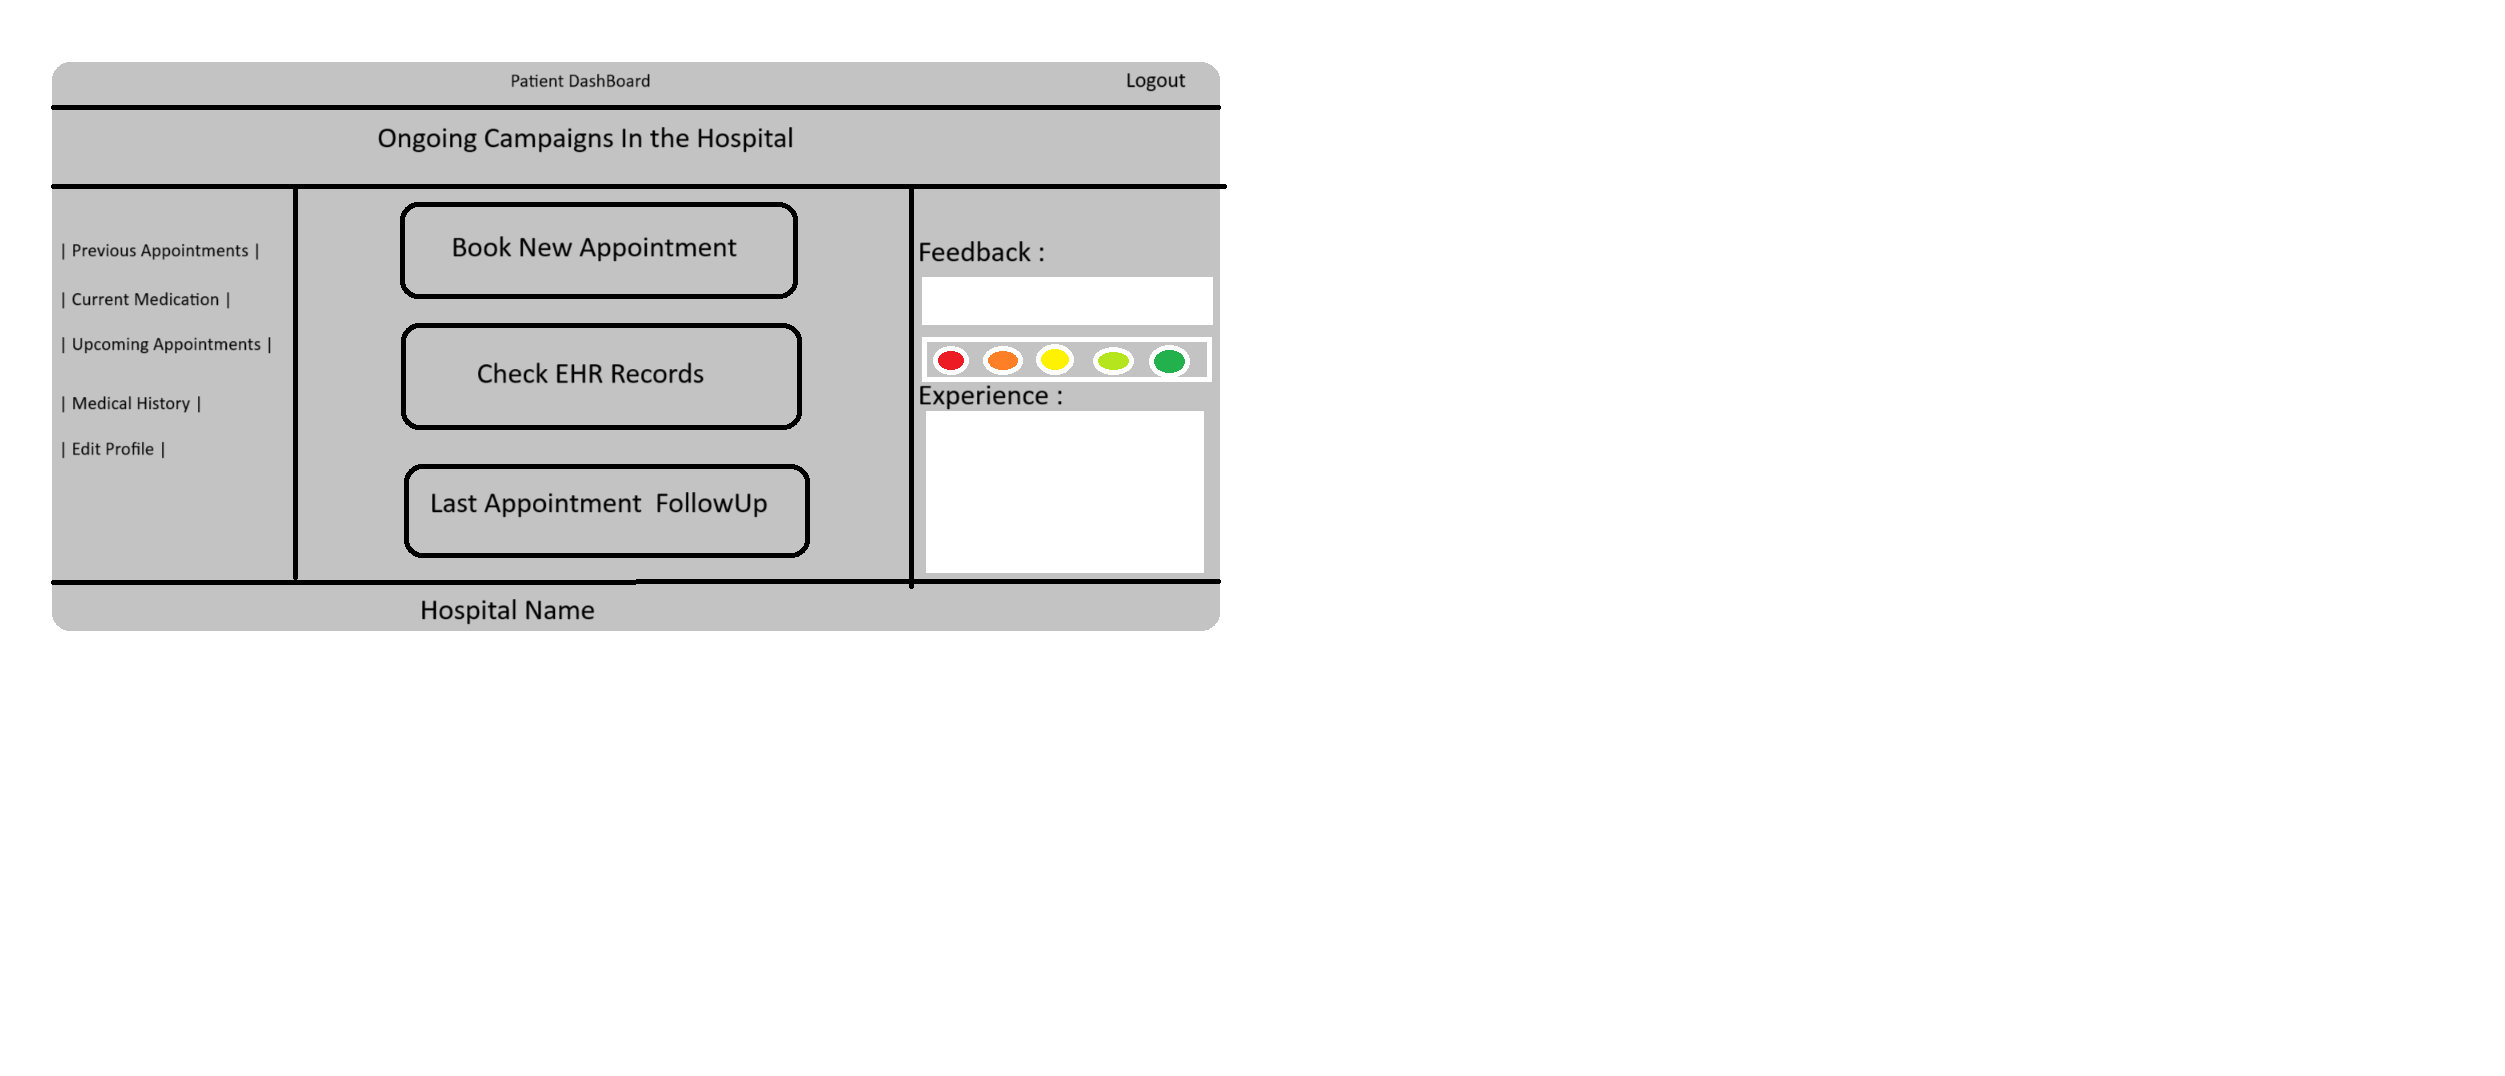 Patient DashBoard
Logout
Ongoing Campaigns In the Hospital
| Previous Appointments |
| Current Medication |
| Upcoming Appointments |
| Medical History |
| Edit Profile |
Book New Appointment
Check EHR Records
Last Appointment  FollowUp
Feedback :
Experience :
Hospital Name